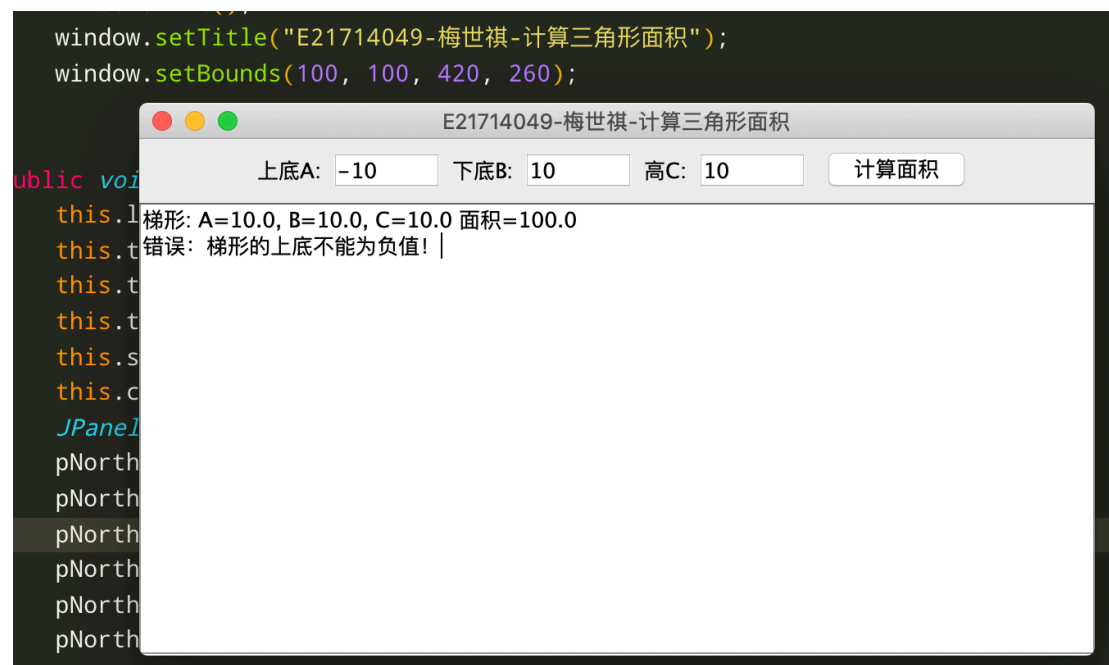 window.setTitle("E21714049-梅世祺-计算三角形面积");
window.setBounds(100, 100, 420, 260);
E21714049-梅世祺-计算三角形面积
上底A: -10 下底B: 10 高C: 10 计算面积
ublic voi
this.l
梯形: A=10.0, B=10.0, C=10.0 面积=100.0
this.t
错误：梯形的上底不能为负值！
this.t
this.t
this.s
this.c
JPanel
pNorth
pNorth
pNorth
pNorth
pNorth
pNorth